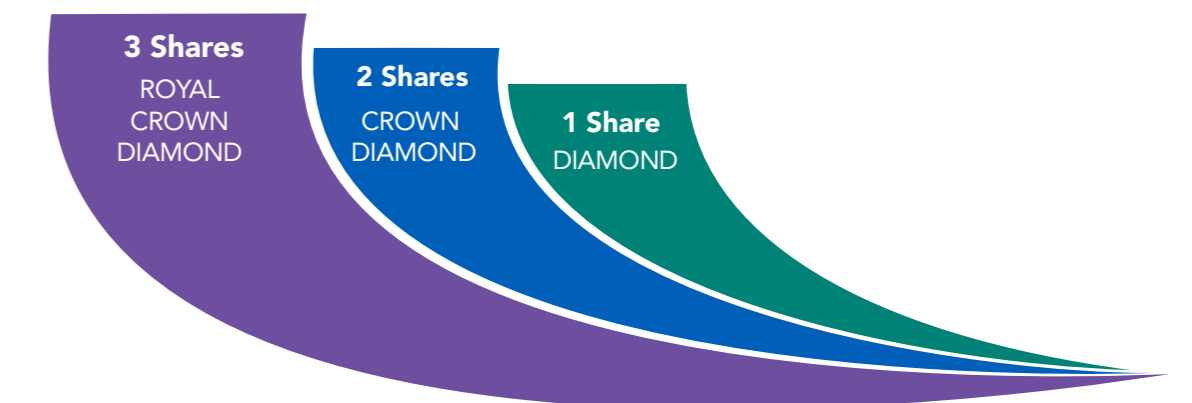 3 Shares
ROYAL
CROWN
DIAMOND
2 Shares
CROWN
DIAMOND
1 Share
DIAMOND